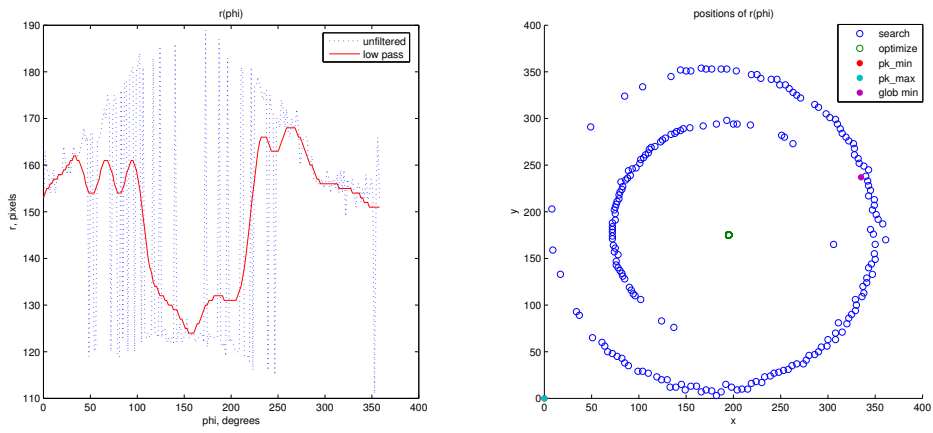 r(phi)
190
180
170
160
150
140
130
120
110
r, pixels
0 50 100 150 200 250 300 350 400
phi, degrees
unfiltered
low pass
positions of r(phi)
400
350
300
250
200
150
100
50
0
y
0 50 100 150 200 250 300 350 400
x
search
optimize
pk_min
pk_max
glob min